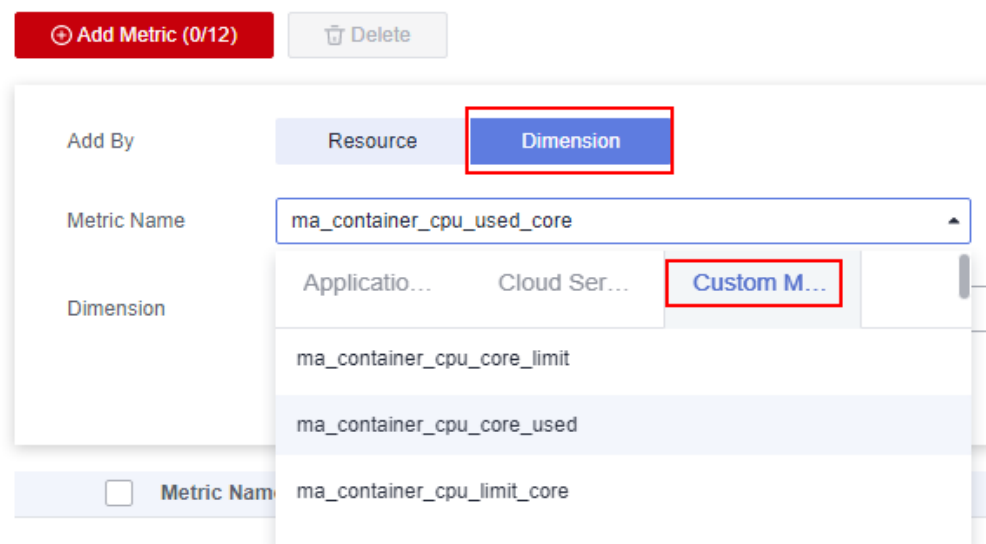 Add Metric (0/12) Delete
Add By Resource Dimension
Metric Name ma_container_cpu_used_core
Applicatio... Cloud Ser... Custom M...
Dimension
ma_container_cpu_core_limit
ma_container_cpu_core_used
Metric Nam ma_container_cpu_limit_core